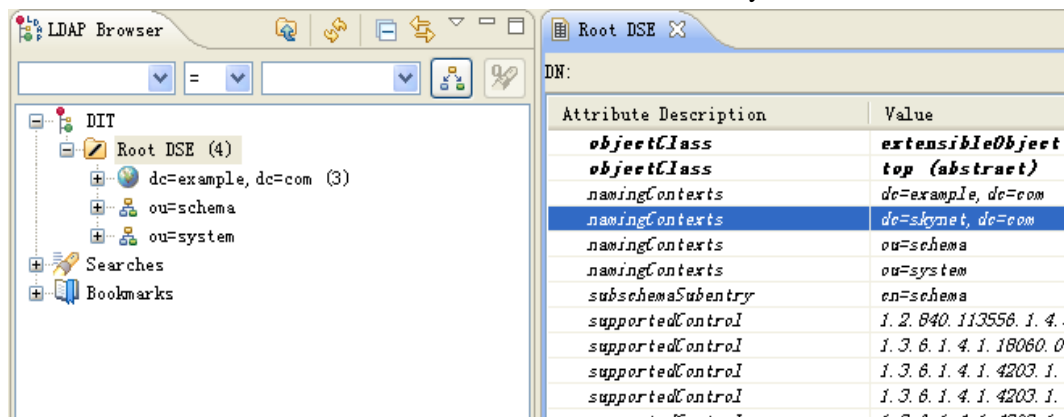 LDAP Browser
=
DIT
Root DSE (4)
dc=example,dc=com (3)
ou=schema
ou=system
Searches
Bookmarks
Root DSE
DN:
Attribute Description Value
objectClass extensibleObject
objectClass top (abstract)
namingContexts dc=example,dc=com
namingContexts dc=skynet,dc=com
namingContexts ou=schema
namingContexts ou=system
subschemaSubentry cn=schema
supportedControl 1.2.840.113556.1.4.
supportedControl 1.3.6.1.4.1.18060.0
supportedControl 1.3.6.1.4.1.4203.1.
supportedControl 1.3.6.1.4.1.4203.1.